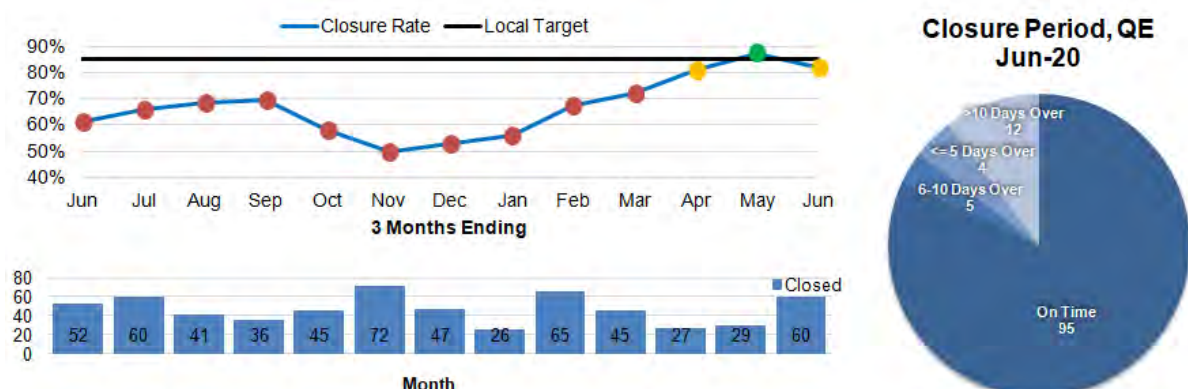 Closure Rate Local Target
90%
80%
70%
60%
50%
40%
Jun Jul Aug Sep Oct Nov Dec Jan Feb Mar Apr May Jun
3 Months Ending
80
60
40
20
0
Closed
52 60 41 36 45 72 47 26 65 45 27 29 60
Month
Closure Period, QE
Jun-20
>10 Days Over
12
<=5 Days Over
4
6-10 Days Over
5
On Time
95